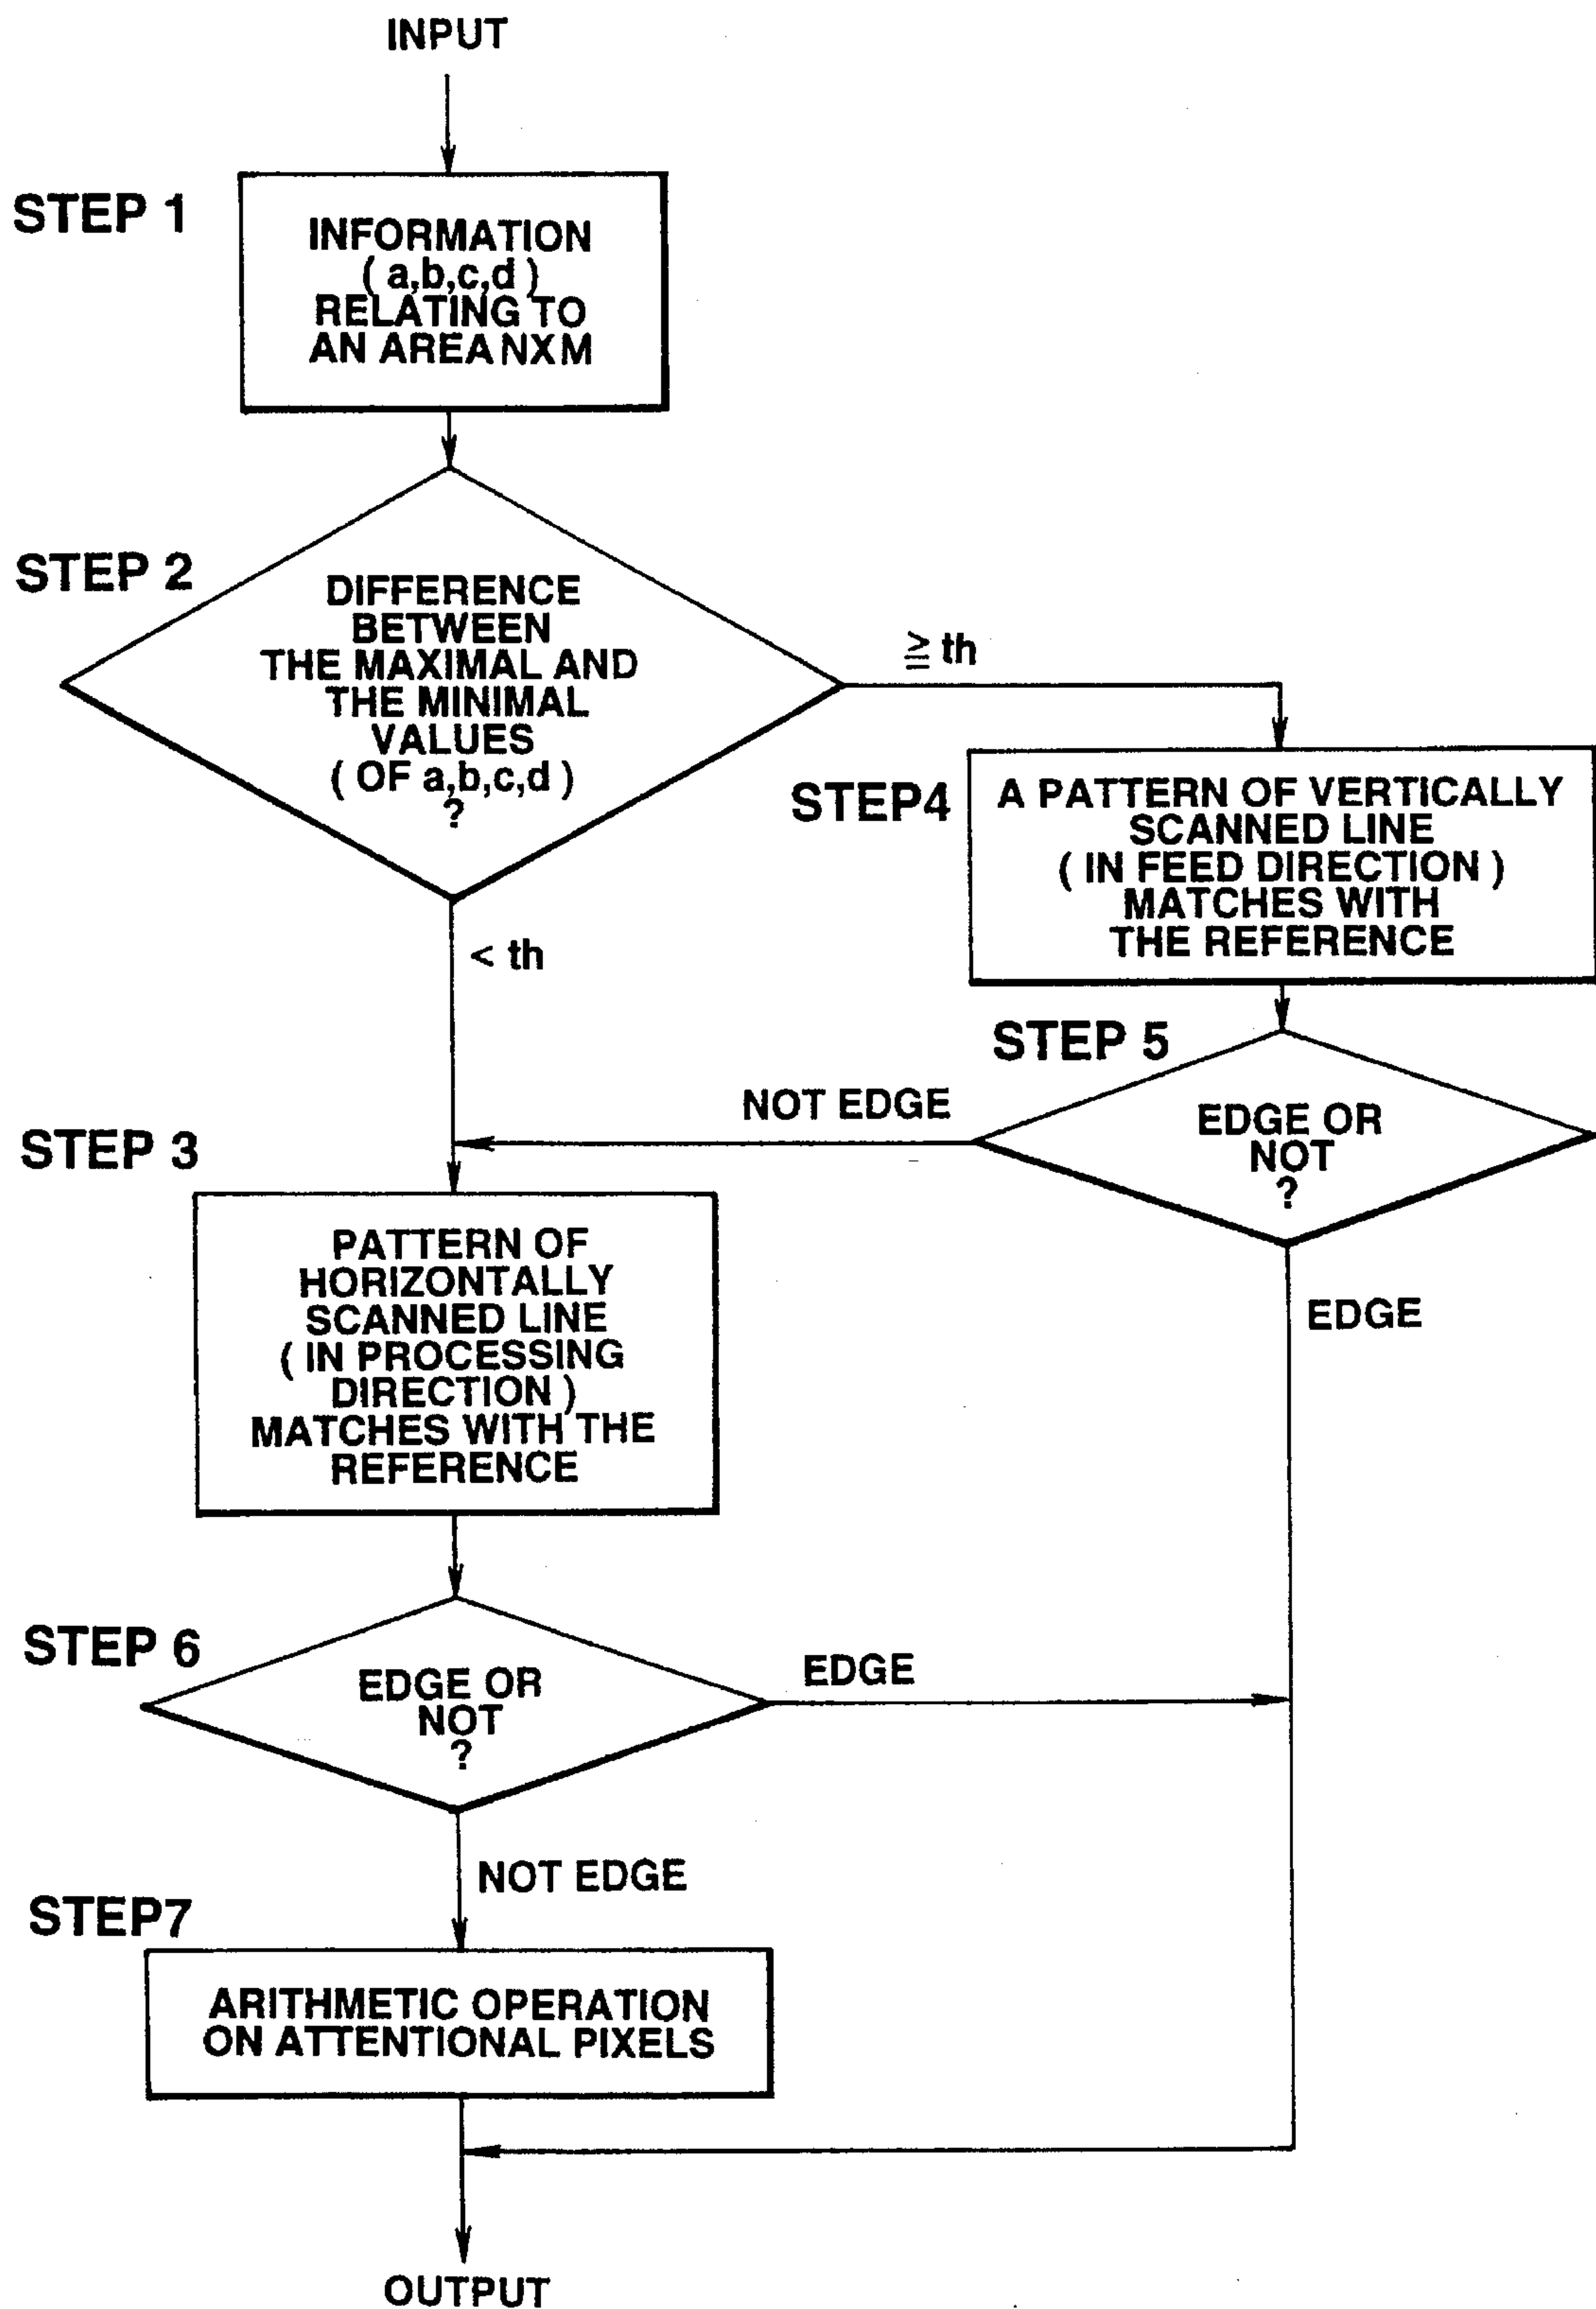 INPUT
STEP 1
INFORMATION
( a,b,c,d )
RELATING TO
AN AREA NXM
STEP 2
DIFFERENCE
BETWEEN
THE MAXIMAL AND
THE MINIMAL
VALUES
( OF a,b,c,d )
?
≧ th
< th
STEP4
A PATTERN OF VERTICALLY
SCANNED LINE
( IN FEED DIRECTION )
MATCHES WITH
THE REFERENCE
STEP 5
EDGE OR
NOT
?
NOT EDGE
EDGE
STEP 3
PATTERN OF
HORIZONTALLY
SCANNED LINE
( IN PROCESSING
DIRECTION )
MATCHES WITH THE
REFERENCE
STEP 6
EDGE OR
NOT
?
EDGE
NOT EDGE
STEP7
ARITHMETIC OPERATION
ON ATTENTIONAL PIXELS
OUTPUT